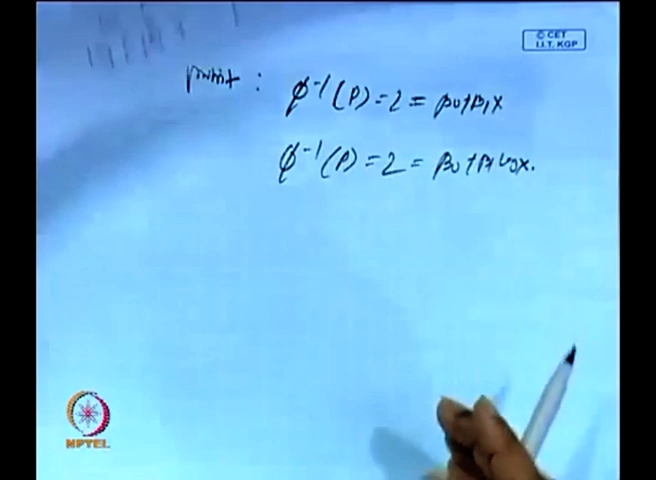 © CET
I.I.T. KGP
probit : φ⁻¹(P) = z = β₀+β₁x
φ⁻¹(P) = z = β₀+β₁ log x.
NPTEL